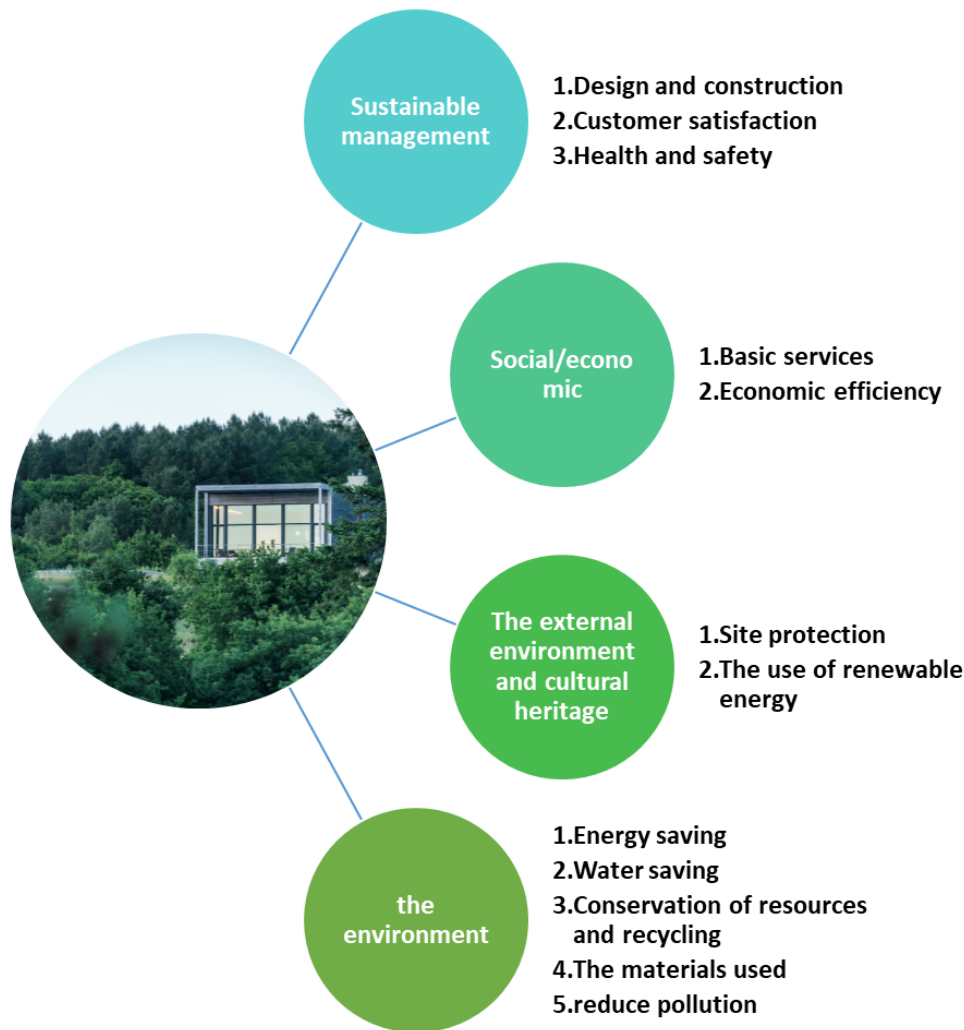 Sustainable
management
1.Design and construction
2.Customer satisfaction
3.Health and safety
Social/econo
mic
1.Basic services
2.Economic efficiency
The external
environment
and cultural
heritage
1.Site protection
2.The use of renewable
energy
the
environment
1.Energy saving
2.Water saving
3.Conservation of resources
and recycling
4.The materials used
5.reduce pollution